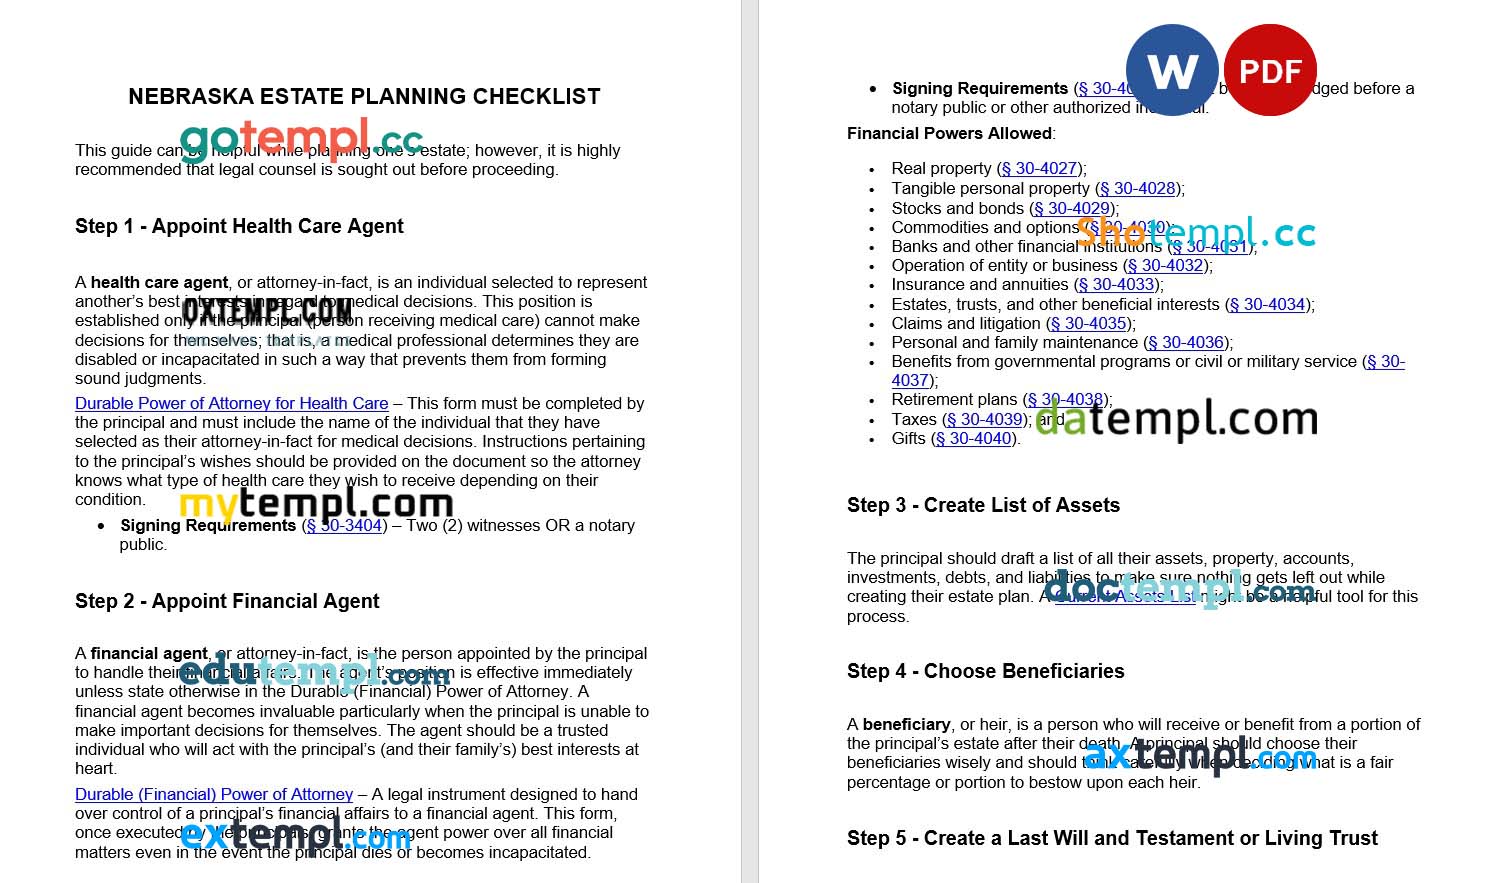 NEBRASKA ESTATE PLANNING CHECKLIST
gotempl.cc
This guide can be helpful while planning one's estate; however, it is highly
recommended that legal counsel is sought out before proceeding.
Step 1 - Appoint Health Care Agent
A health care agent, or attorney-in-fact, is an individual selected to represent
another's best interests in regard to medical decisions. This position is
OXTEMPL.COM
established only if the principal (person receiving medical care) cannot make
decisions for themselves; that is, a medical professional determines they are
disabled or incapacitated in such a way that prevents them from forming
sound judgments.
Durable Power of Attorney for Health Care – This form must be completed by
the principal and must include the name of the individual that they have
selected as their attorney-in-fact for medical decisions. Instructions pertaining
to the principal's wishes should be provided on the document so the attorney
knows what type of health care they wish to receive depending on their
condition.
mytempl.com
• Signing Requirements (§ 30-3404) – Two (2) witnesses OR a notary
public.
Step 2 - Appoint Financial Agent
A financial agent, or attorney-in-fact, is the person appointed by the principal
to handle their financial affairs. The agent's position is effective immediately
edutempl.com
unless state otherwise in the Durable (Financial) Power of Attorney. A
financial agent becomes invaluable particularly when the principal is unable to
make important decisions for themselves. The agent should be a trusted
individual who will act with the principal's (and their family's) best interests at
heart.
Durable (Financial) Power of Attorney – A legal instrument designed to hand
over control of a principal's financial affairs to a financial agent. This form,
once executed by the principals, grants the agent power over all financial
extempl.com
matters even in the event the principal dies or becomes incapacitated.
W PDF
• Signing Requirements (§ 30-40 dged before a
notary public or other authorized individual.
Financial Powers Allowed:
• Real property (§ 30-4027);
• Tangible personal property (§ 30-4028);
• Stocks and bonds (§ 30-4029);
• Commodities and options (§ 30-4030);
Shotempl.cc
• Banks and other financial institutions (§ 30-4031);
• Operation of entity or business (§ 30-4032);
• Insurance and annuities (§ 30-4033);
• Estates, trusts, and other beneficial interests (§ 30-4034);
• Claims and litigation (§ 30-4035);
• Personal and family maintenance (§ 30-4036);
• Benefits from governmental programs or civil or military service (§ 30-
4037);
• Retirement plans (§ 30-4038);
• Taxes (§ 30-4039); and
datempl.com
• Gifts (§ 30-4040).
Step 3 - Create List of Assets
The principal should draft a list of all their assets, property, accounts,
investments, debts, and liabilities to make sure nothing gets left out while
doctempl.com
creating their estate plan. A Current Assets List might be a helpful tool for this
process.
Step 4 - Choose Beneficiaries
A beneficiary, or heir, is a person who will receive or benefit from a portion of
the principal's estate after their death. A principal should choose their
axtempl.com
beneficiaries wisely and should think carefully when deciding what is a fair
percentage or portion to bestow upon each heir.
Step 5 - Create a Last Will and Testament or Living Trust